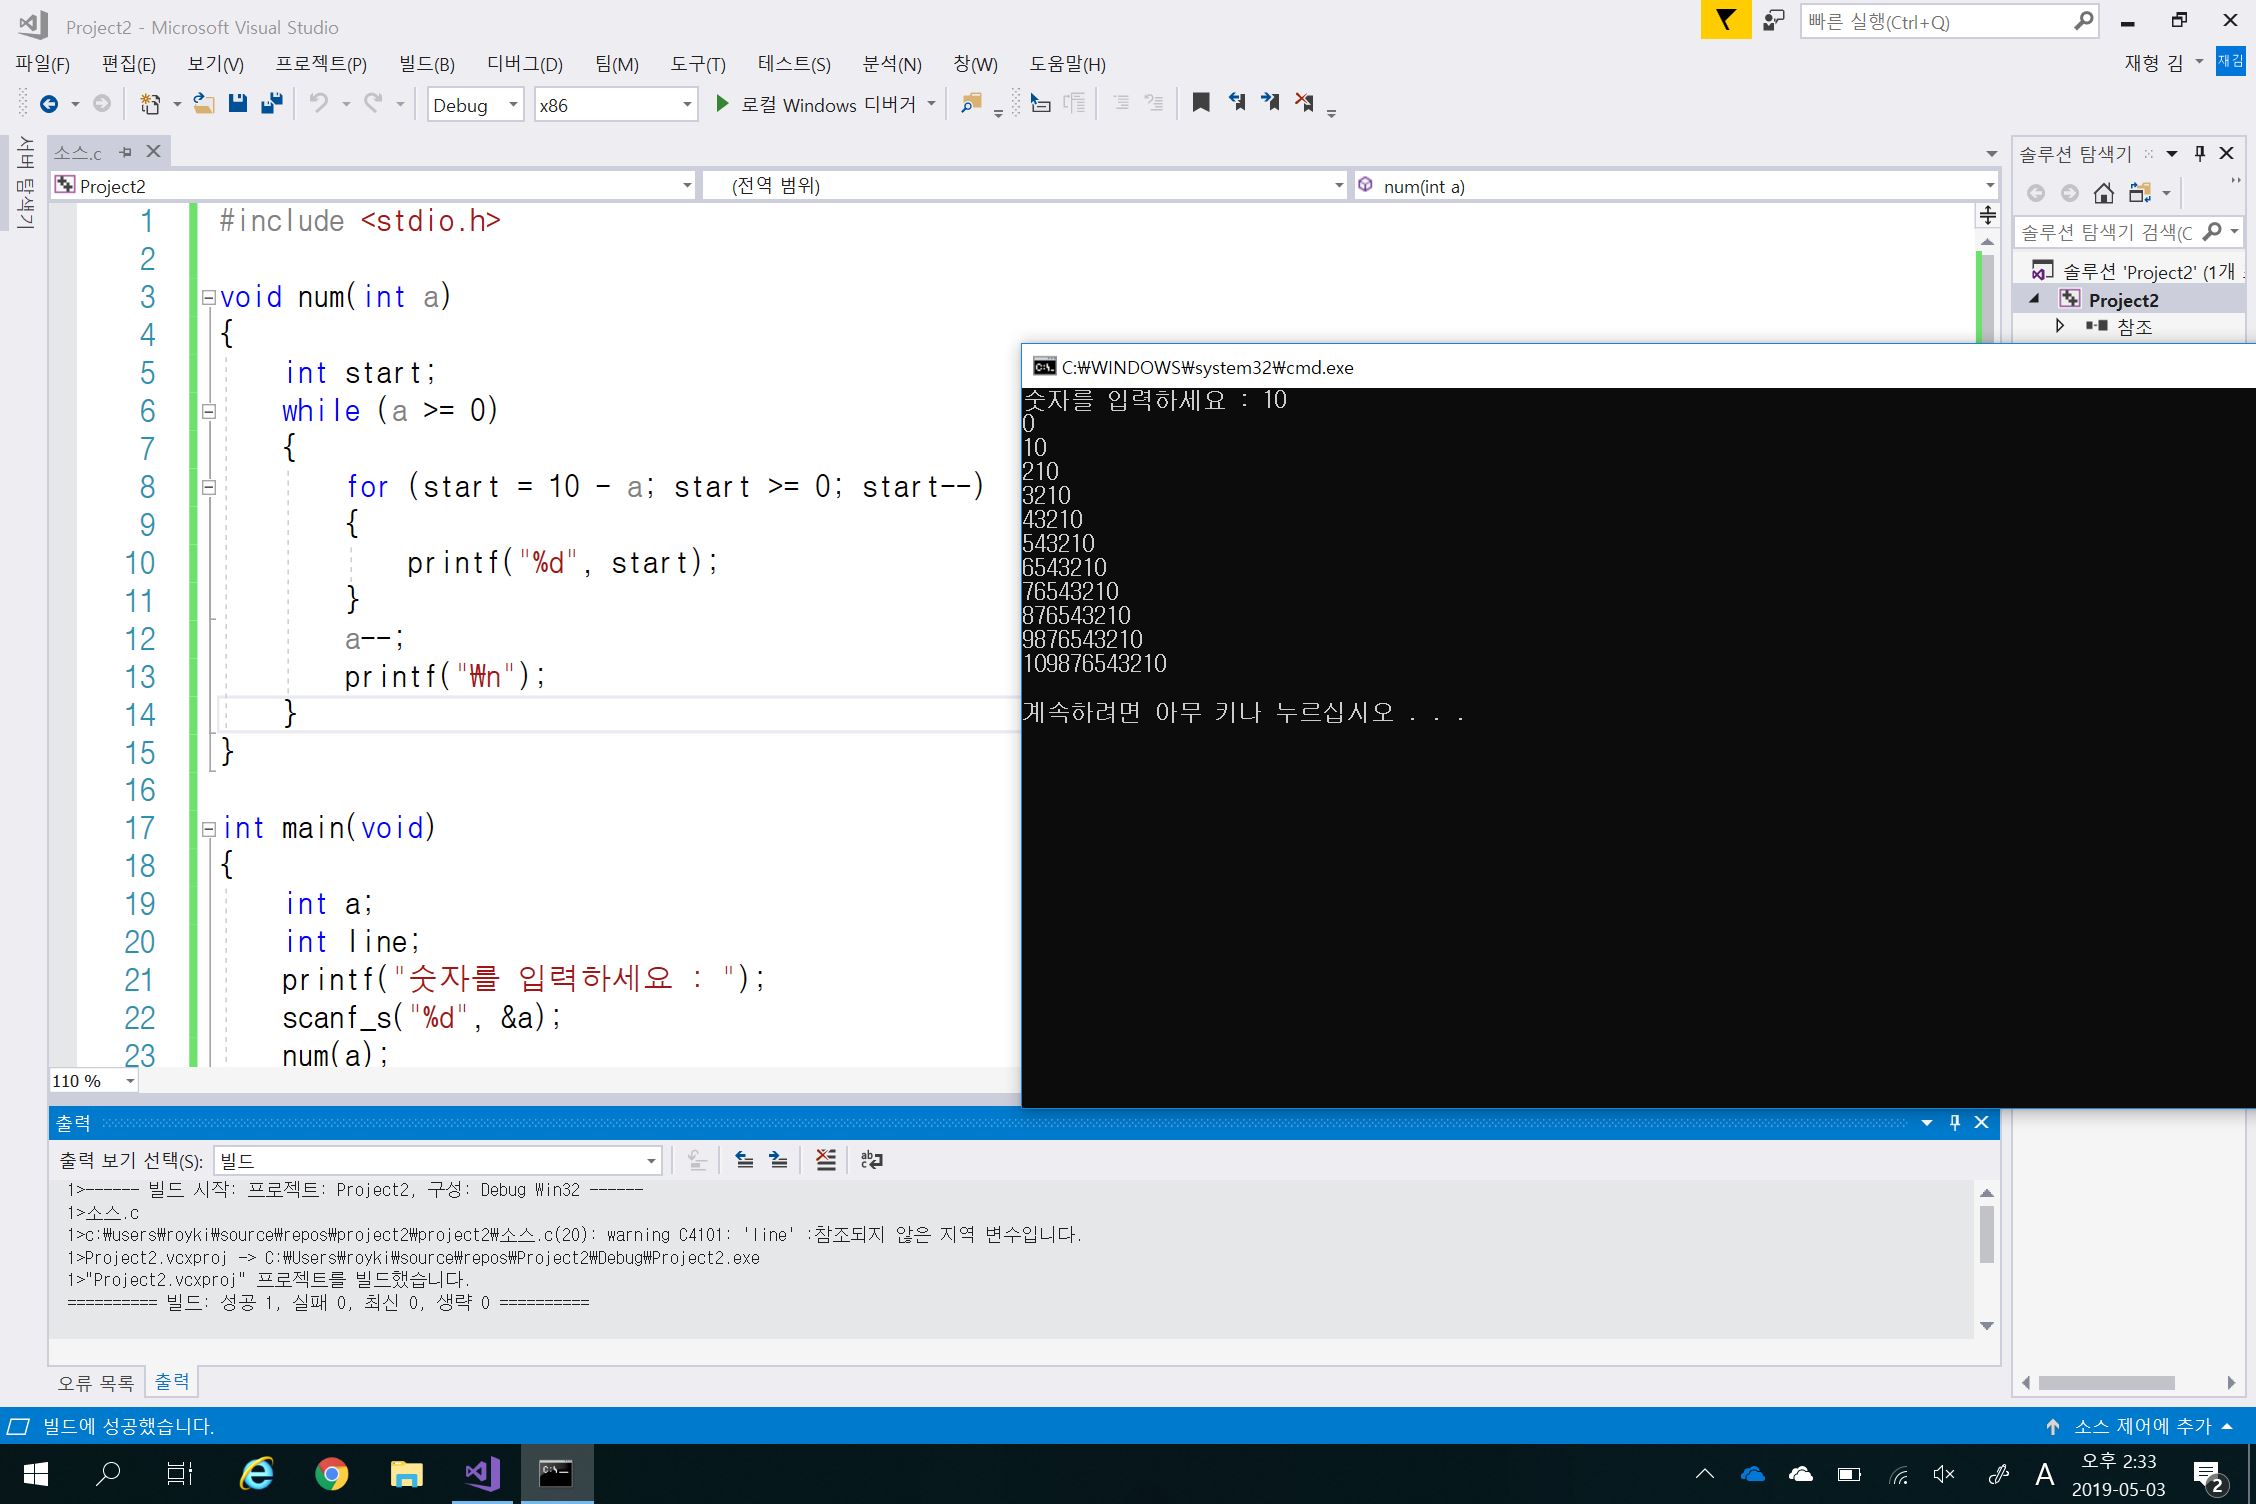 Project2 - Microsoft Visual Studio
빠른 실행(Ctrl+Q)
파일(F) 편집(E) 보기(V) 프로젝트(P) 빌드(B) 디버그(D) 팀(M) 도구(T) 테스트(S) 분석(N) 창(W) 도움말(H)
재형 김
재김
Debug x86 로컬 Windows 디버거
서버 탐색기
소스.c
Project2 (전역 범위) num(int a)
1 #include <stdio.h>
2
3 void num(int a)
4 {
5 int start;
6 while (a >= 0)
7 {
8 for (start = 10 - a; start >= 0; start--)
9 {
10 printf("%d", start);
11 }
12 a--;
13 printf("₩n");
14 }
15 }
16
17 int main(void)
18 {
19 int a;
20 int line;
21 printf("숫자를 입력하세요 : ");
22 scanf_s("%d", &a);
23 num(a);
110 %
솔루션 탐색기
솔루션 탐색기 검색(C
솔루션 'Project2' (1개
Project2
참조
C:₩WINDOWS₩system32₩cmd.exe
숫자를 입력하세요 : 10
0
10
210
3210
43210
543210
6543210
76543210
876543210
9876543210
109876543210
계속하려면 아무 키나 누르십시오 . . .
출력
출력 보기 선택(S): 빌드
1>------ 빌드 시작: 프로젝트: Project2, 구성: Debug Win32 ------
1>소스.c
1>c:₩users₩royki₩source₩repos₩project2₩project2₩소스.c(20): warning C4101: 'line' :참조되지 않은 지역 변수입니다.
1>Project2.vcxproj -> C:₩Users₩royki₩source₩repos₩Project2₩Debug₩Project2.exe
1>"Project2.vcxproj" 프로젝트를 빌드했습니다.
========== 빌드: 성공 1, 실패 0, 최신 0, 생략 0 ==========
오류 목록 출력
빌드에 성공했습니다.
소스 제어에 추가
A
오후 2:33
2019-05-03
2